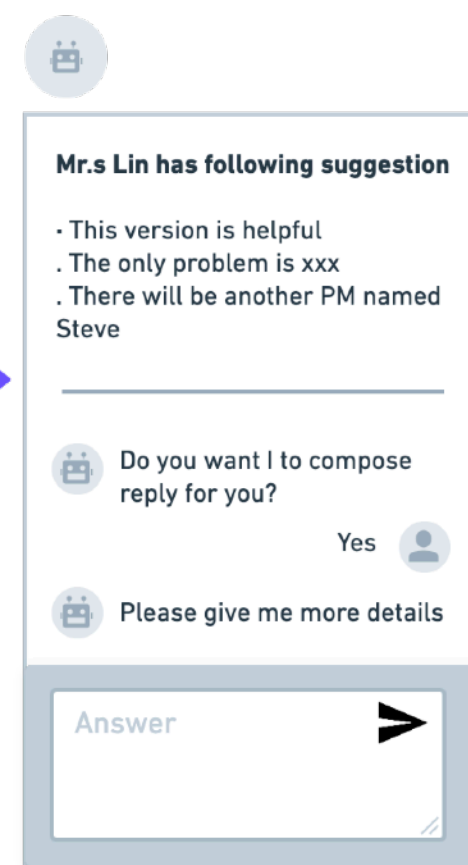 Mr.s Lin has following suggestion
· This version is helpful
. The only problem is xxx
. There will be another PM named
Steve
Do you want I to compose
reply for you?
Yes
Please give me more details
Answer